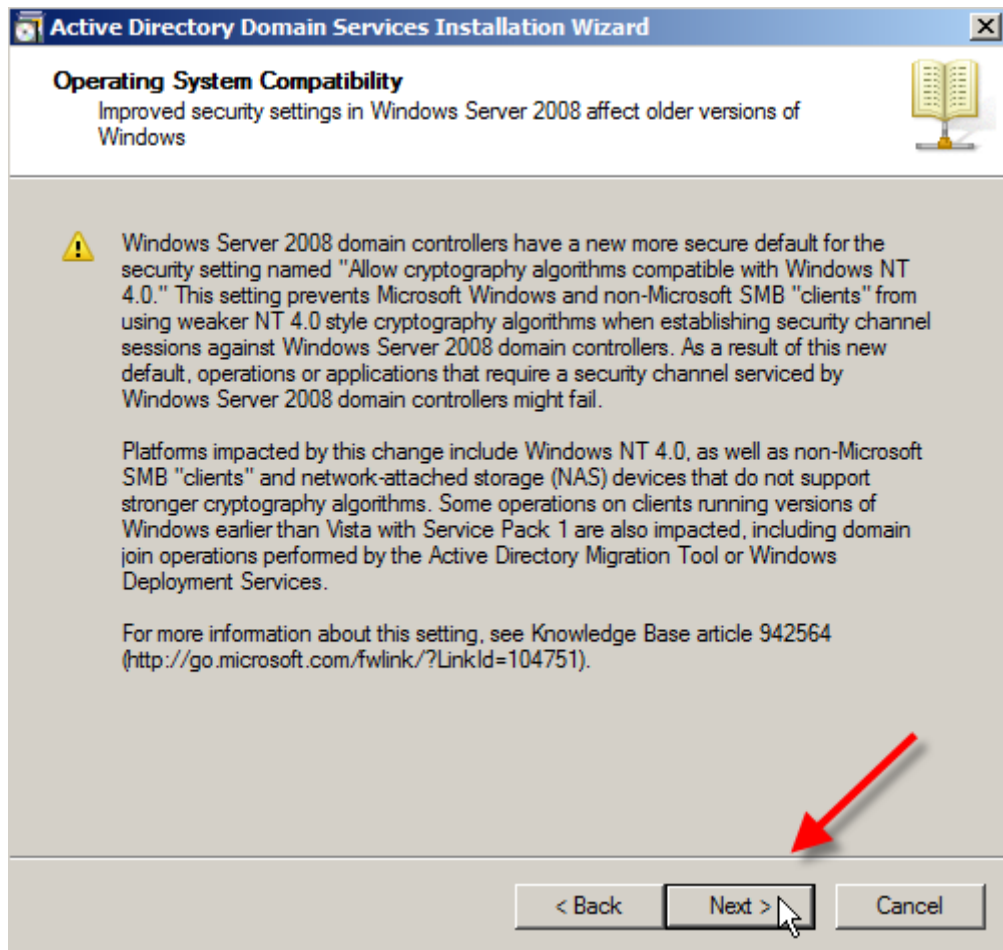 Active Directory Domain Services Installation Wizard
Operating System Compatibility
Improved security settings in Windows Server 2008 affect older versions of
Windows
Windows Server 2008 domain controllers have a new more secure default for the
security setting named "Allow cryptography algorithms compatible with Windows NT
4.0." This setting prevents Microsoft Windows and non-Microsoft SMB "clients" from
using weaker NT 4.0 style cryptography algorithms when establishing security channel
sessions against Windows Server 2008 domain controllers. As a result of this new
default, operations or applications that require a security channel serviced by
Windows Server 2008 domain controllers might fail.
Platforms impacted by this change include Windows NT 4.0, as well as non-Microsoft
SMB "clients" and network-attached storage (NAS) devices that do not support
stronger cryptography algorithms. Some operations on clients running versions of
Windows earlier than Vista with Service Pack 1 are also impacted, including domain
join operations performed by the Active Directory Migration Tool or Windows
Deployment Services.
For more information about this setting, see Knowledge Base article 942564
(http://go.microsoft.com/fwlink/?LinkId=104751).
< Back Next > Cancel